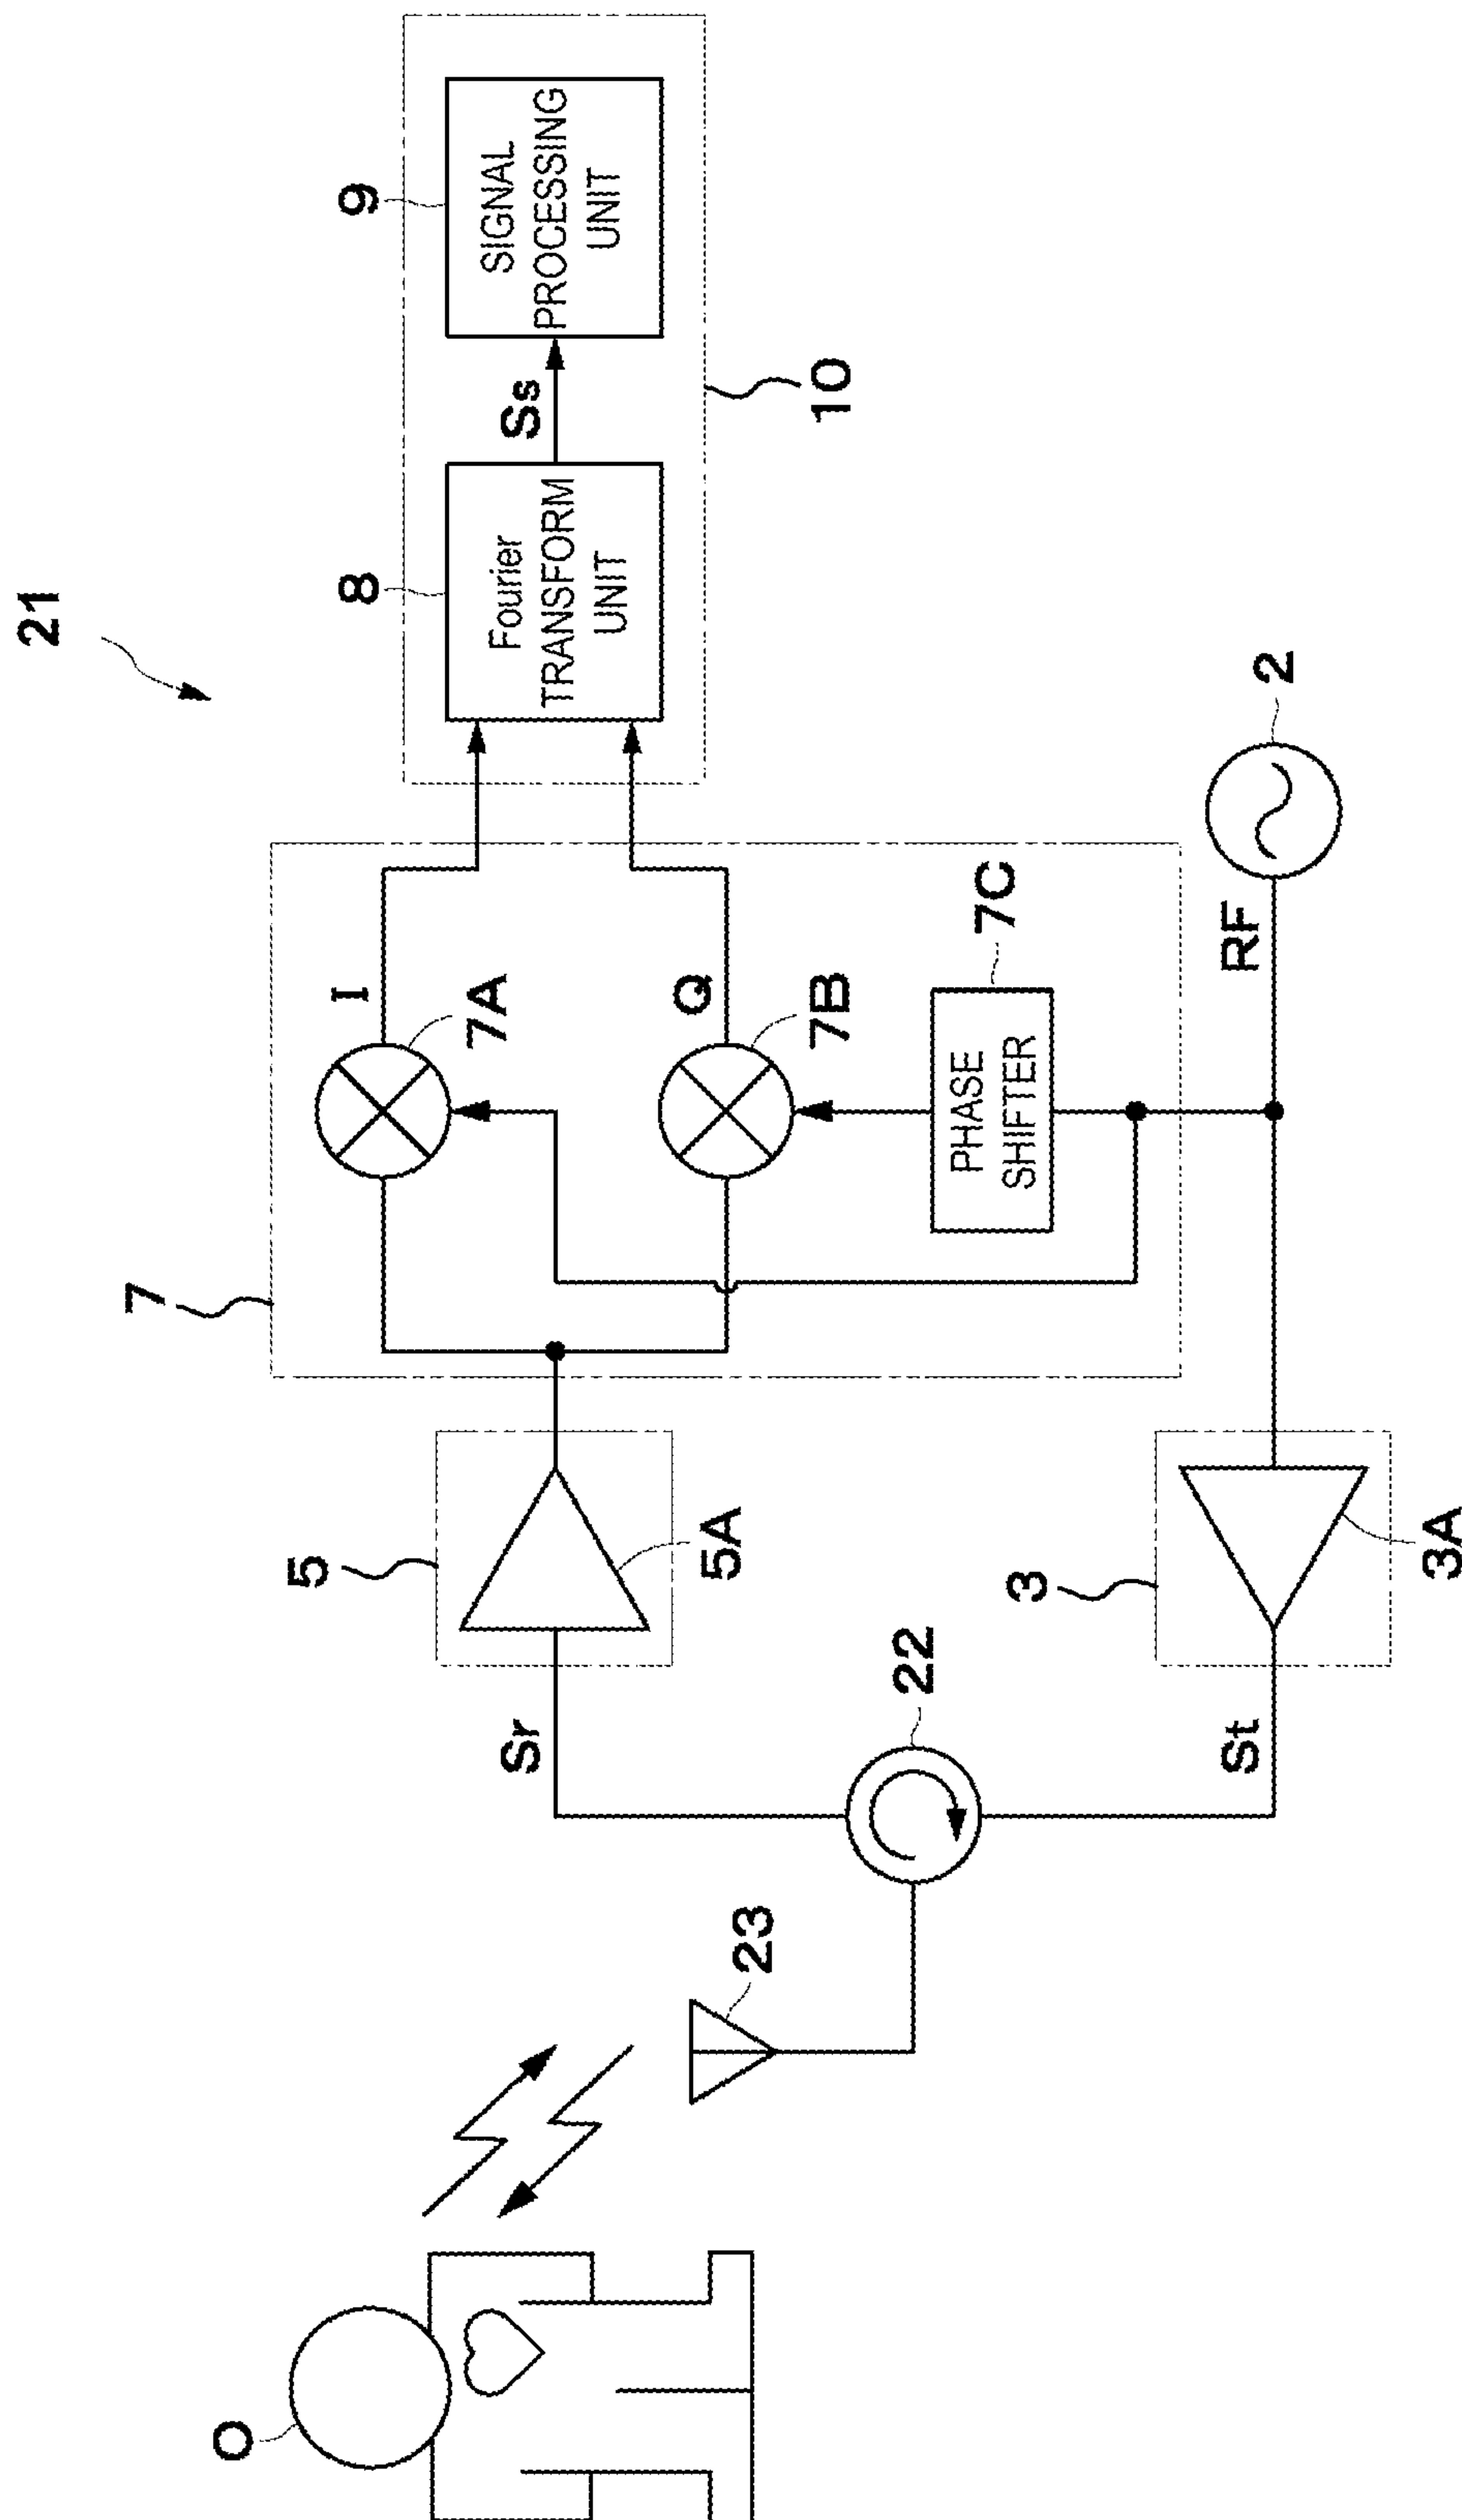 21
7
I
7A
Q
7B
7C
PHASE
SHIFTER
8
Fourier
TRANSFORM
UNIT
Ss
9
SIGNAL
PROCESSING
UNIT
10
O
23
22
Sr
5
5A
St
3
3A
RF
2